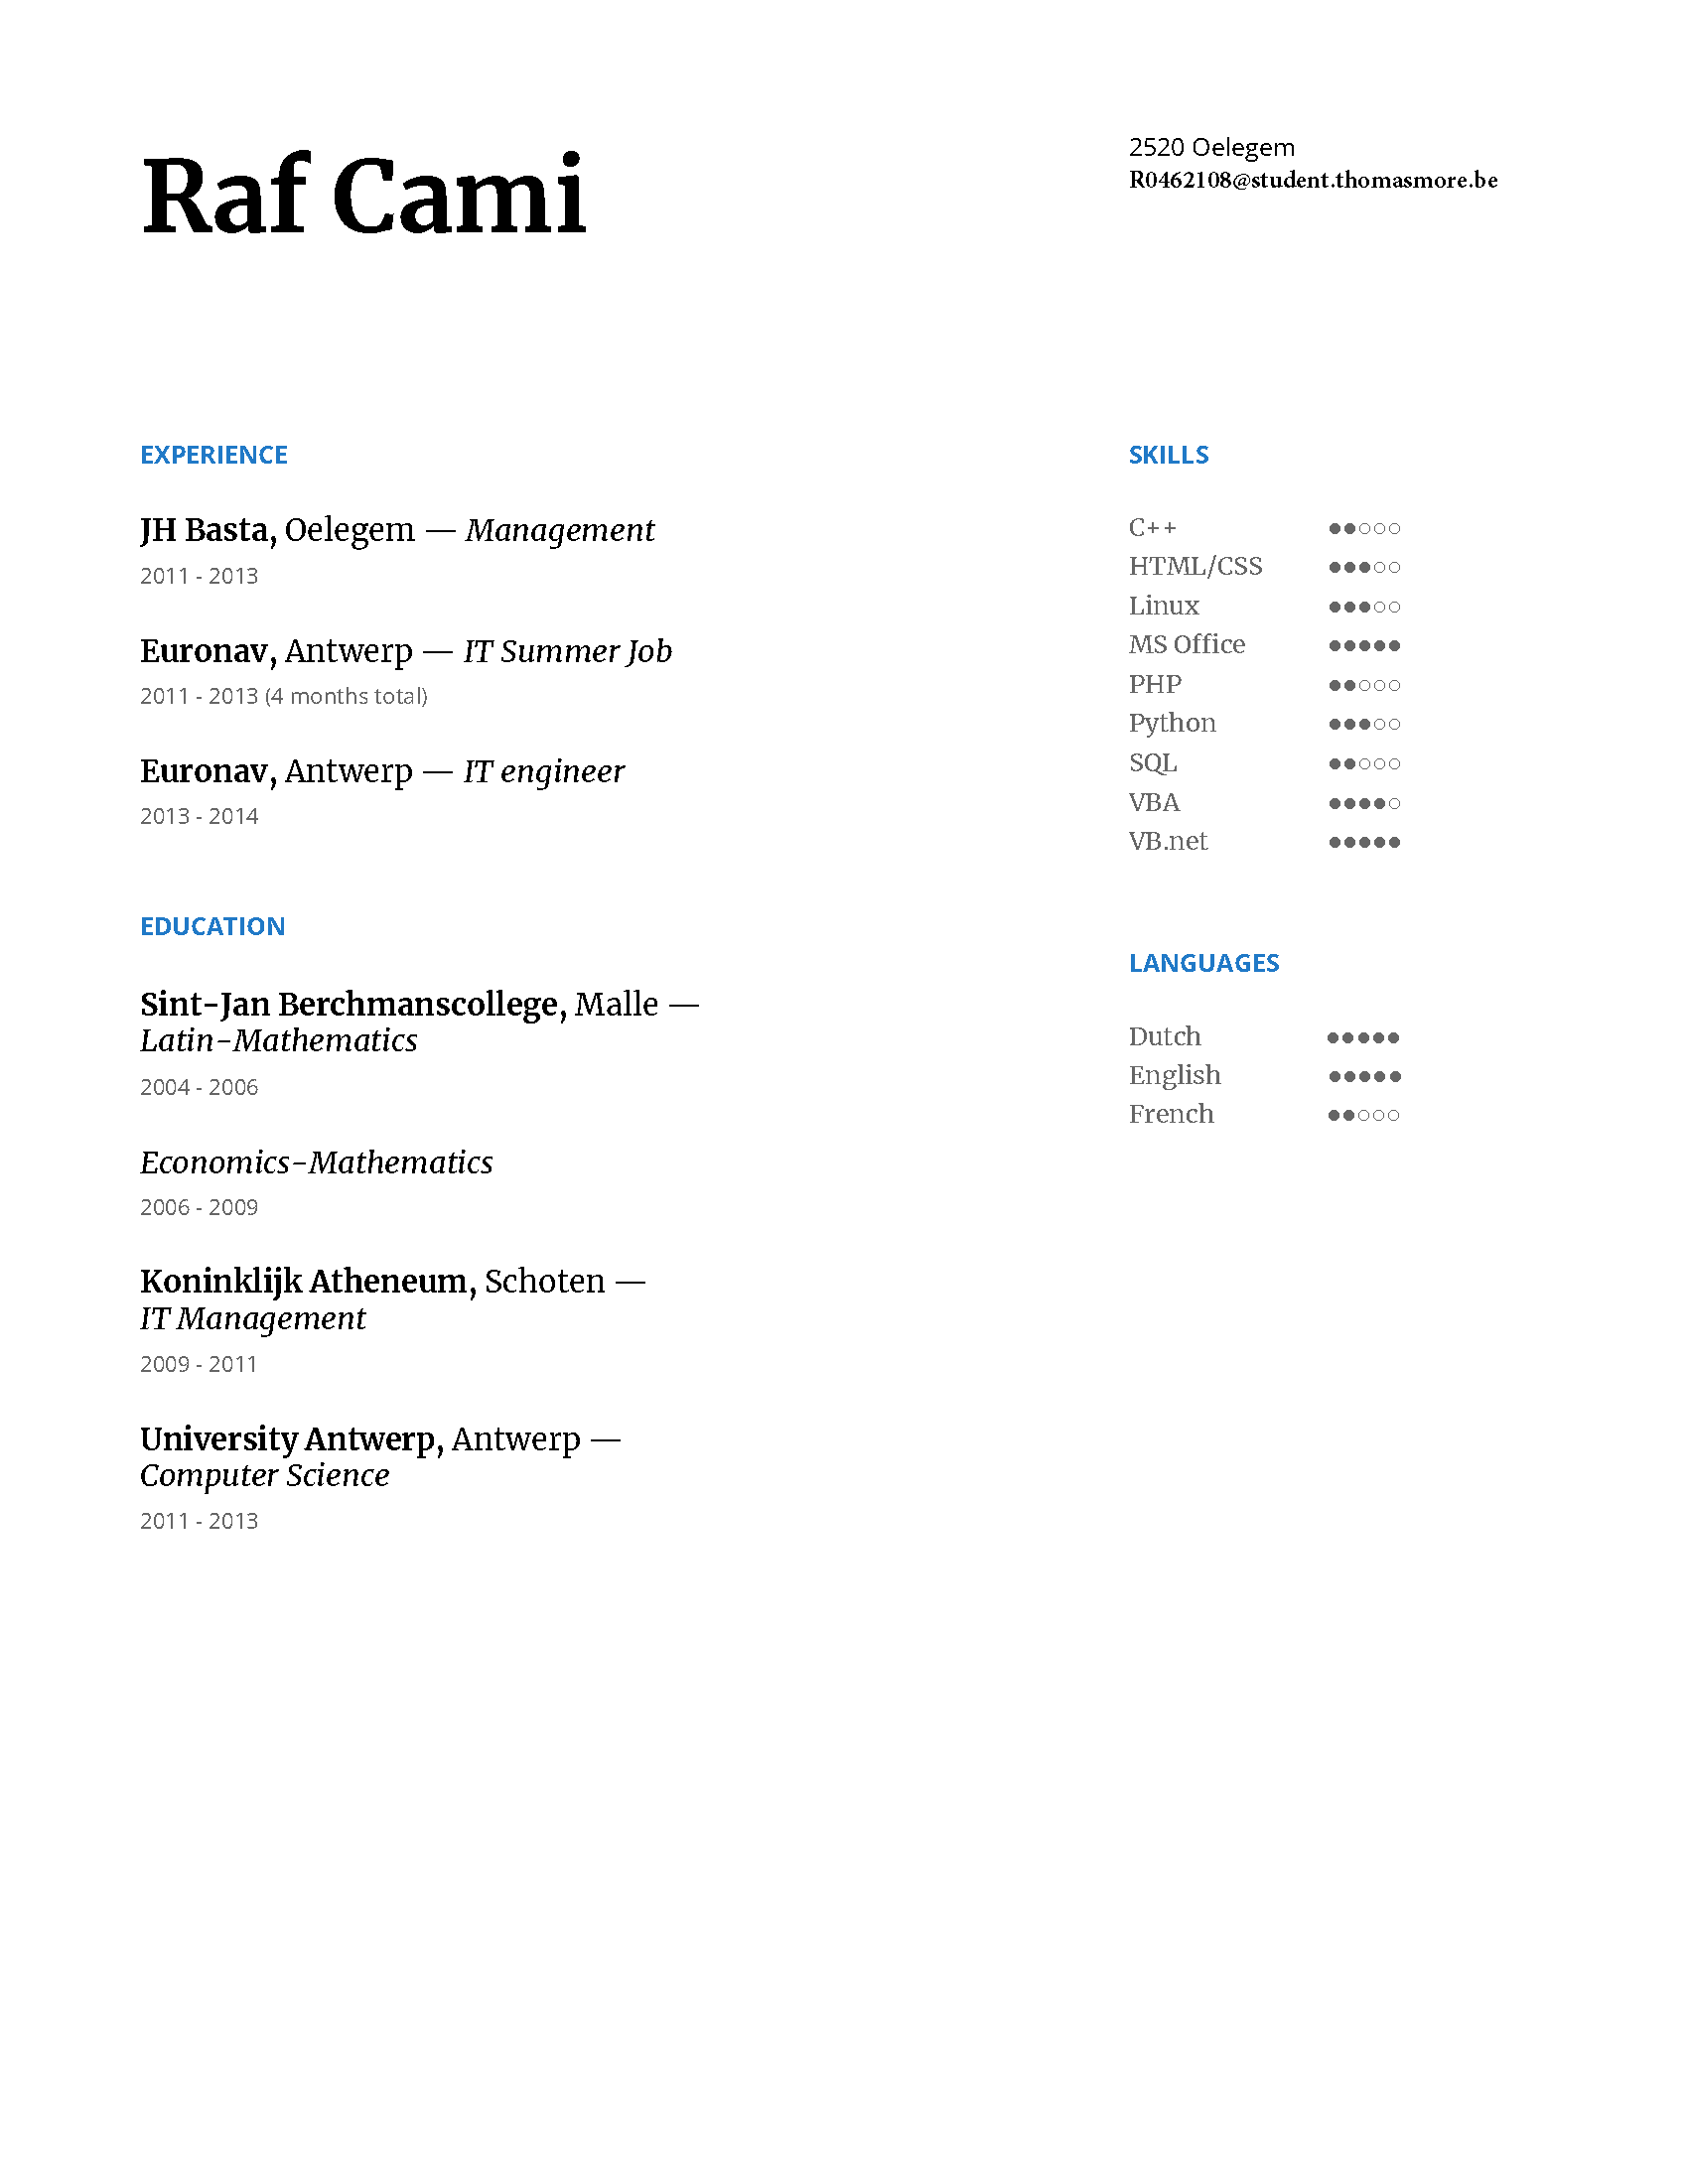 Raf Cami
2520 Oelegem
R0462108@student.thomasmore.be
EXPERIENCE
JH Basta, Oelegem — Management
2011 - 2013
Euronav, Antwerp — IT Summer Job
2011 - 2013 (4 months total)
Euronav, Antwerp — IT engineer
2013 - 2014
EDUCATION
Sint-Jan Berchmanscollege, Malle —
Latin-Mathematics
2004 - 2006
Economics-Mathematics
2006 - 2009
Koninklijk Atheneum, Schoten —
IT Management
2009 - 2011
University Antwerp, Antwerp —
Computer Science
2011 - 2013
SKILLS
C++ ●●○○○
HTML/CSS ●●●○○
Linux ●●●○○
MS Office ●●●●●
PHP ●●○○○
Python ●●●○○
SQL ●●○○○
VBA ●●●●○
VB.net ●●●●●
LANGUAGES
Dutch ●●●●●
English ●●●●●
French ●●○○○